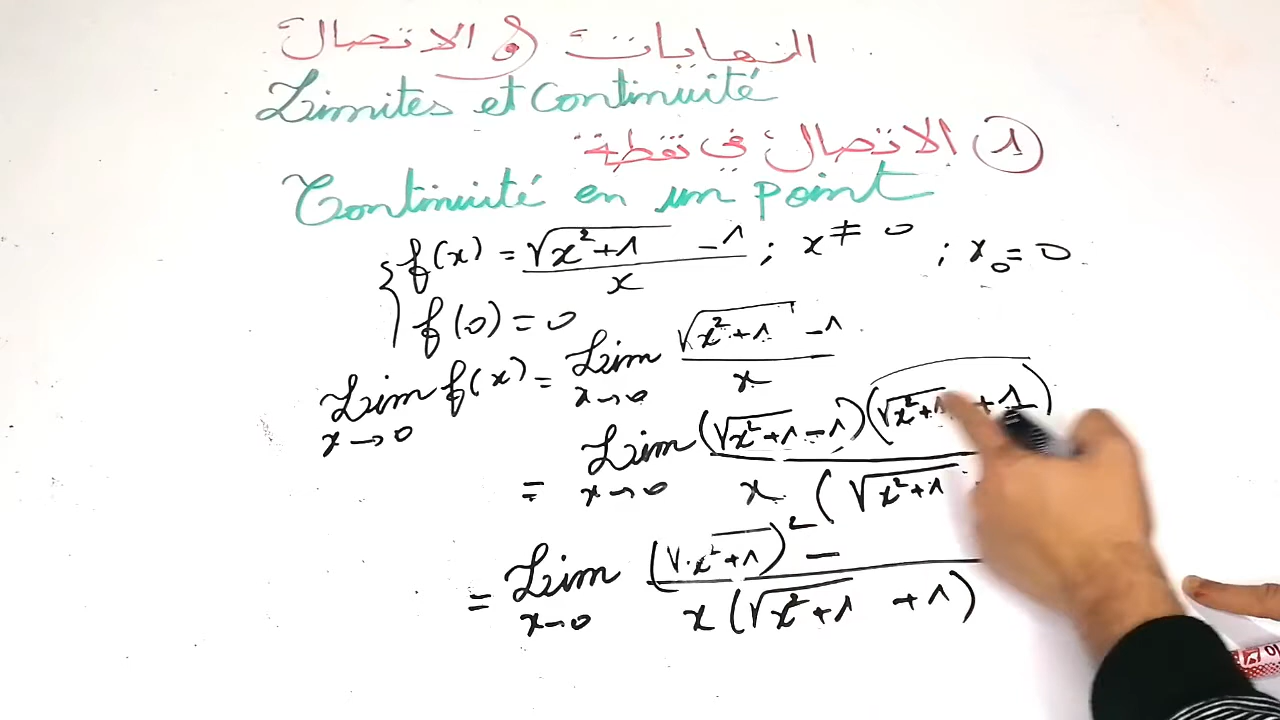 النهايات و الاتصال
Limites et Continuité
① الاتصال في نقطة
Continuité en un point
{ f(x) = (√(x²+1) - 1) / x ; x ≠ 0 ; x₀ = 0
f(0) = 0
Lim x→0 f(x) = Lim x→0 (√(x²+1) - 1) / x
= Lim x→0 (√(x²+1) - 1)(√(x²+1) + 1) / x (√(x²+1)
= Lim x→0 (√(x²+1))² - / x (√(x²+1) + 1)